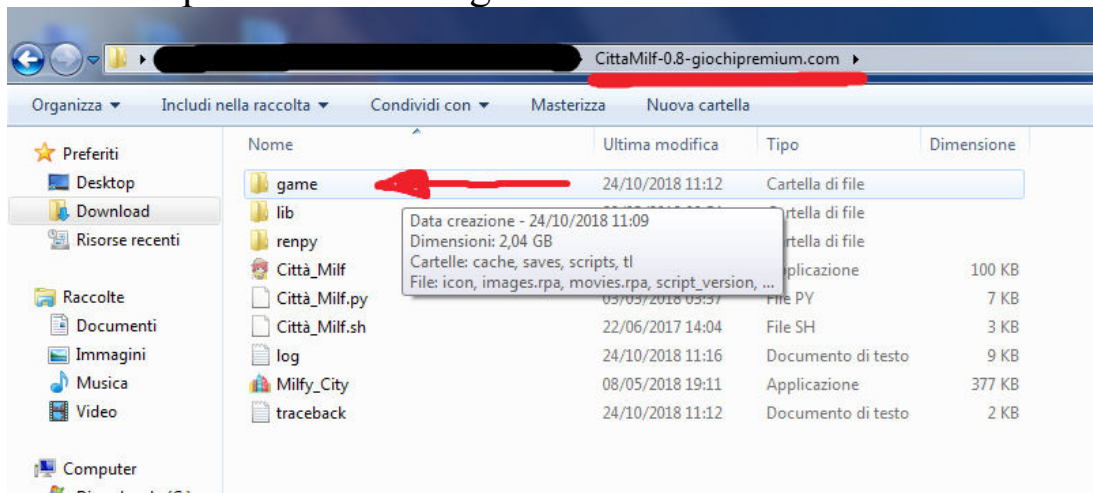 CittaMilf-0.8-giochipremium.com
Organizza Includi nella raccolta Condividi con Masterizza Nuova cartella
Preferiti
Desktop
Download
Risorse recenti
Raccolte
Documenti
Immagini
Musica
Video
Computer
Nome Ultima modifica Tipo Dimensione
game 24/10/2018 11:12 Cartella di file
lib di file
renpy di file
Città_Milf 100 KB
Città_Milf.py 7 KB
Città_Milf.sh 22/06/2017 14:04 File SH 3 KB
log 24/10/2018 11:16 Documento di testo 9 KB
Milfy_City 08/05/2018 19:11 Applicazione 377 KB
traceback 24/10/2018 11:12 Documento di testo 2 KB
Data creazione - 24/10/2018 11:09
Dimensioni: 2,04 GB
Cartelle: cache, saves, scripts, tl
File: icon, images.rpa, movies.rpa, script_version, ...